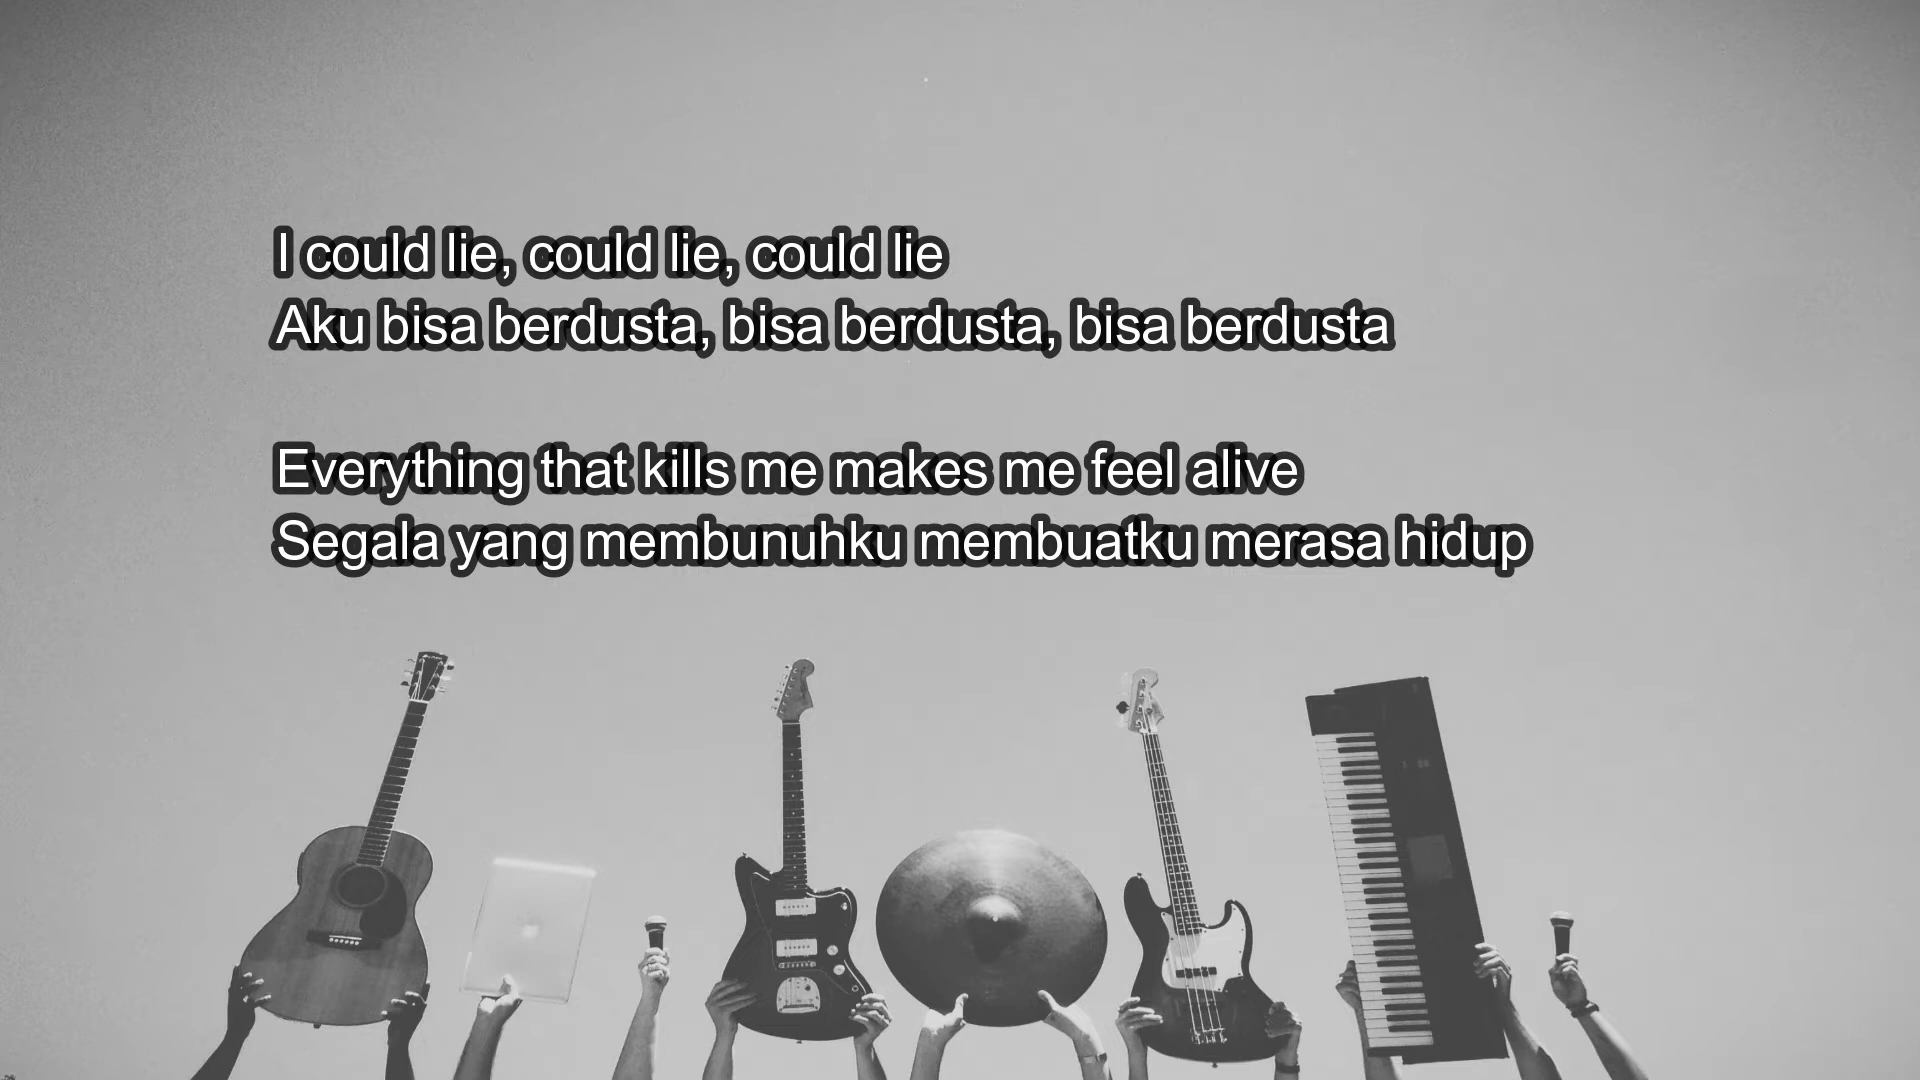 I could lie, could lie, could lie
Aku bisa berdusta, bisa berdusta, bisa berdusta
Everything that kills me makes me feel alive
Segala yang membunuhku membuatku merasa hidup